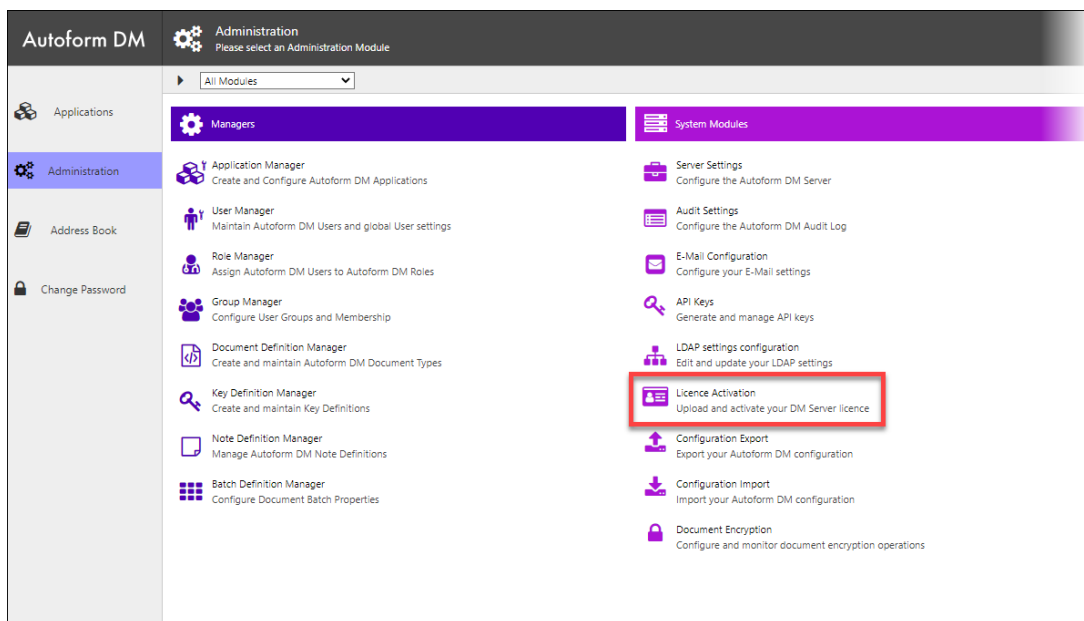 Autoform DM
Administration
Please select an Administration Module
All Modules
Applications
Administration
Address Book
Change Password
Managers
Application Manager
Create and Configure Autoform DM Applications
User Manager
Maintain Autoform DM Users and global User settings
Role Manager
Assign Autoform DM Users to Autoform DM Roles
Group Manager
Configure User Groups and Membership
Document Definition Manager
Create and maintain Autoform DM Document Types
Key Definition Manager
Create and maintain Key Definitions
Note Definition Manager
Manage Autoform DM Note Definitions
Batch Definition Manager
Configure Document Batch Properties
System Modules
Server Settings
Configure the Autoform DM Server
Audit Settings
Configure the Autoform DM Audit Log
E-Mail Configuration
Configure your E-Mail settings
API Keys
Generate and manage API keys
LDAP settings configuration
Edit and update your LDAP settings
Licence Activation
Upload and activate your DM Server licence
Configuration Export
Export your Autoform DM configuration
Configuration Import
Import your Autoform DM configuration
Document Encryption
Configure and monitor document encryption operations